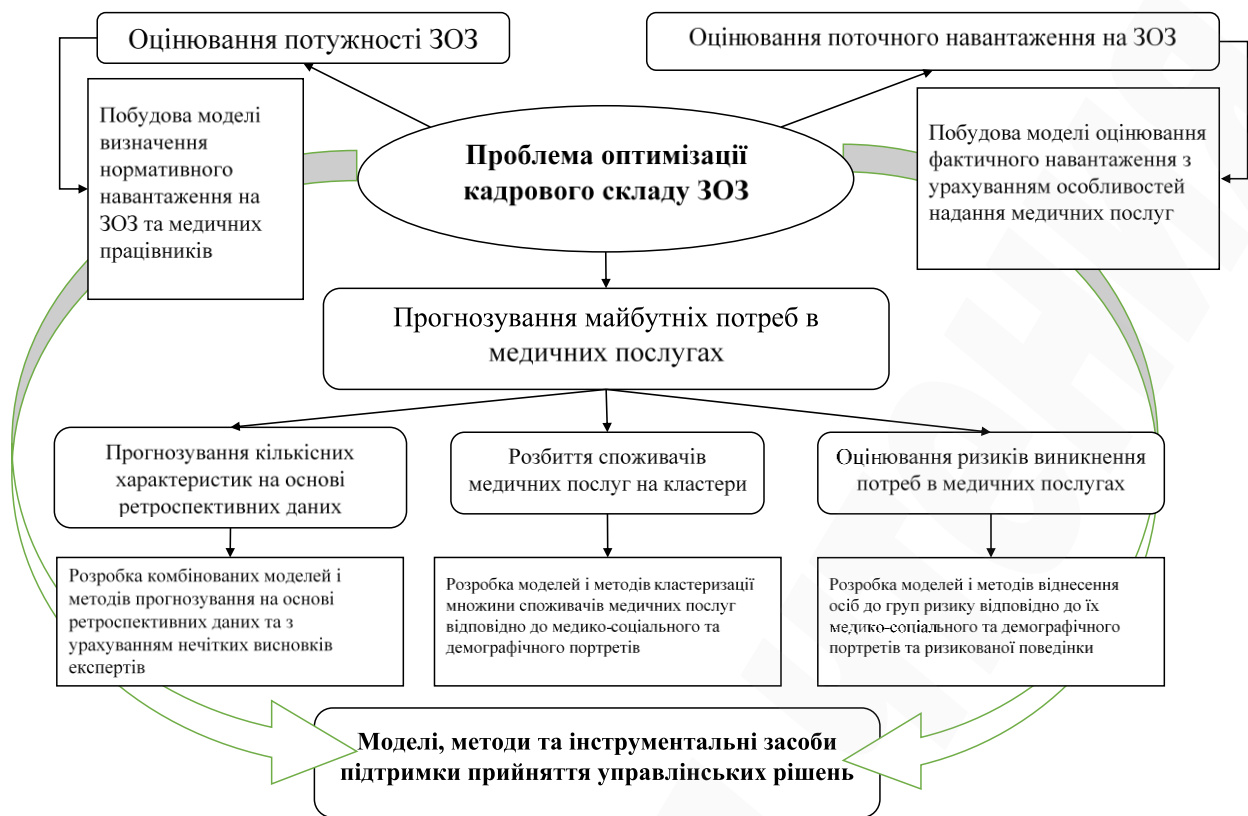 Оцінювання потужності ЗОЗ
Оцінювання поточного навантаження на ЗОЗ
Побудова моделі
визначення
нормативного
навантаження на
ЗОЗ та медичних
працівників
Проблема оптимізації
кадрового складу ЗОЗ
Побудова моделі оцінювання
фактичного навантаження з
урахуванням особливостей
надання медичних послуг
Прогнозування майбутніх потреб в
медичних послугах
Прогнозування кількісних
характеристик на основі
ретроспективних даних
Розбиття споживачів
медичних послуг на кластери
Оцінювання ризиків виникнення
потреб в медичних послугах
Розробка комбінованих моделей і
методів прогнозування на основі
ретроспективних даних та з
урахуванням нечітких висновків
експертів
Розробка моделей і методів кластеризації
множини споживачів медичних послуг
відповідно до медико-соціального та
демографічного портретів
Розробка моделей і методів віднесення
осіб до груп ризику відповідно до їх
медико-соціального та демографічного
портретів та ризикованої поведінки
Моделі, методи та інструментальні засоби
підтримки прийняття управлінських рішень